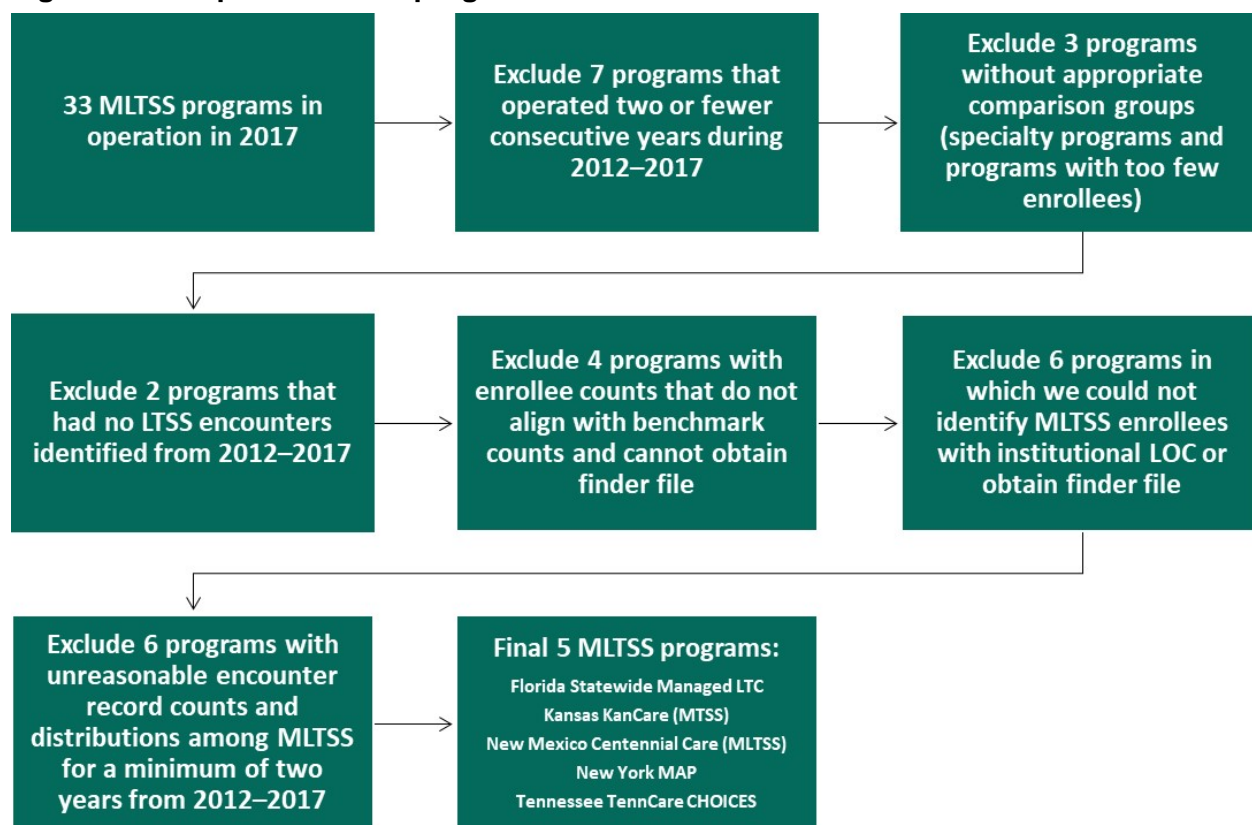 33 MLTSS programs in
operation in 2017
Exclude 7 programs that
operated two or fewer
consecutive years during
2012–2017
Exclude 3 programs
without appropriate
comparison groups
(specialty programs and
programs with too few
enrollees)
Exclude 2 programs that
had no LTSS encounters
identified from 2012–2017
Exclude 4 programs with
enrollee counts that do not
align with benchmark
counts and cannot obtain
finder file
Exclude 6 programs in
which we could not
identify MLTSS enrollees
with institutional LOC or
obtain finder file
Exclude 6 programs with
unreasonable encounter
record counts and
distributions among MLTSS
for a minimum of two
years from 2012–2017
Final 5 MLTSS programs:
Florida Statewide Managed LTC
Kansas KanCare (MTSS)
New Mexico Centennial Care (MLTSS)
New York MAP
Tennessee TennCare CHOICES